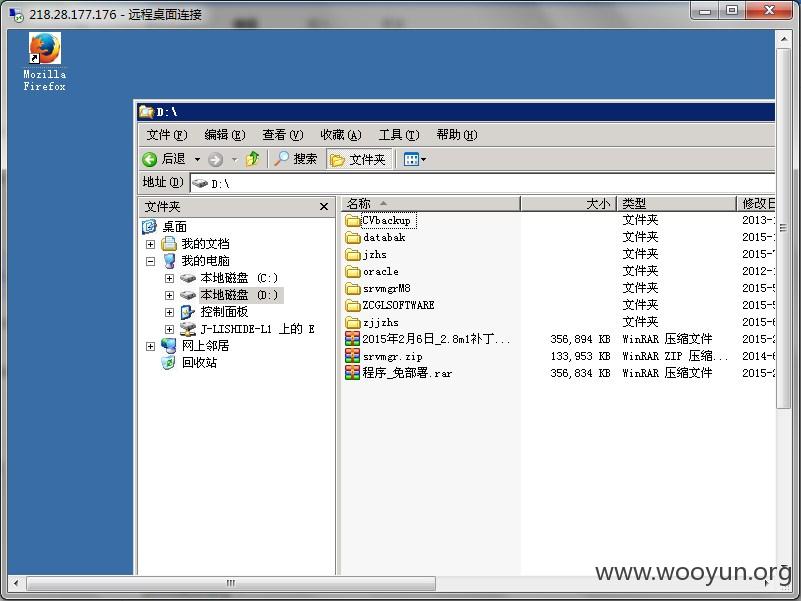 218.28.177.176 - 远程桌面连接
Mozilla
Firefox
D:\
文件(F) 编辑(E) 查看(V) 收藏(A) 工具(T) 帮助(H)
后退 搜索 文件夹
地址(D) D:\
文件夹
桌面
我的文档
我的电脑
本地磁盘 (C:)
本地磁盘 (D:)
控制面板
J-LISHIDE-L1 上的 E
网上邻居
回收站
名称 大小 类型 修改日
CVbackup 文件夹 2013-1
databak 文件夹 2015-1
jzhs 文件夹 2015-7
oracle 文件夹 2012-1
srvmgrM8 文件夹 2015-5
ZCGLSOFTWARE 文件夹 2015-5
zjjzhs 文件夹 2015-6
2015年2月6日_2.8m1补丁... 356,894 KB WinRAR 压缩文件 2015-2
srvmgr.zip 133,953 KB WinRAR ZIP 压缩... 2014-6
程序_免部署.rar 356,834 KB WinRAR 压缩文件 2015-2
www.wooyun.org